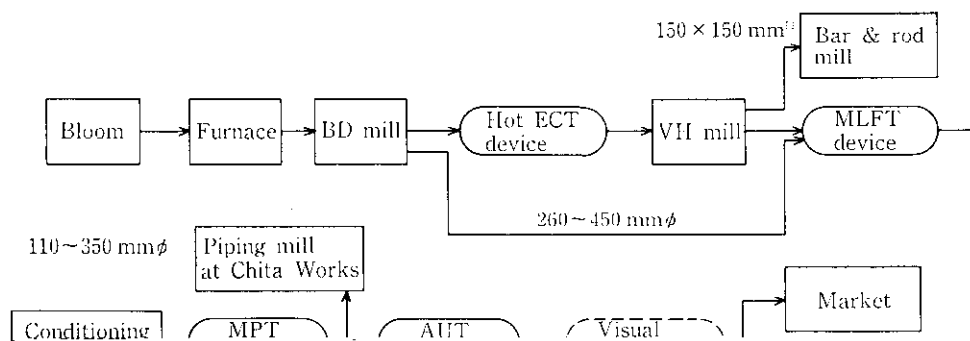 150 × 150 mm
Bar & rod
mill
Bloom
Furnace
BD mill
Hot ECT
device
VH mill
MLFT
device
260～450 mmφ
110～350 mmφ
Piping mill
at Chita Works
Market
Conditioning
MPT
AUT
Visual